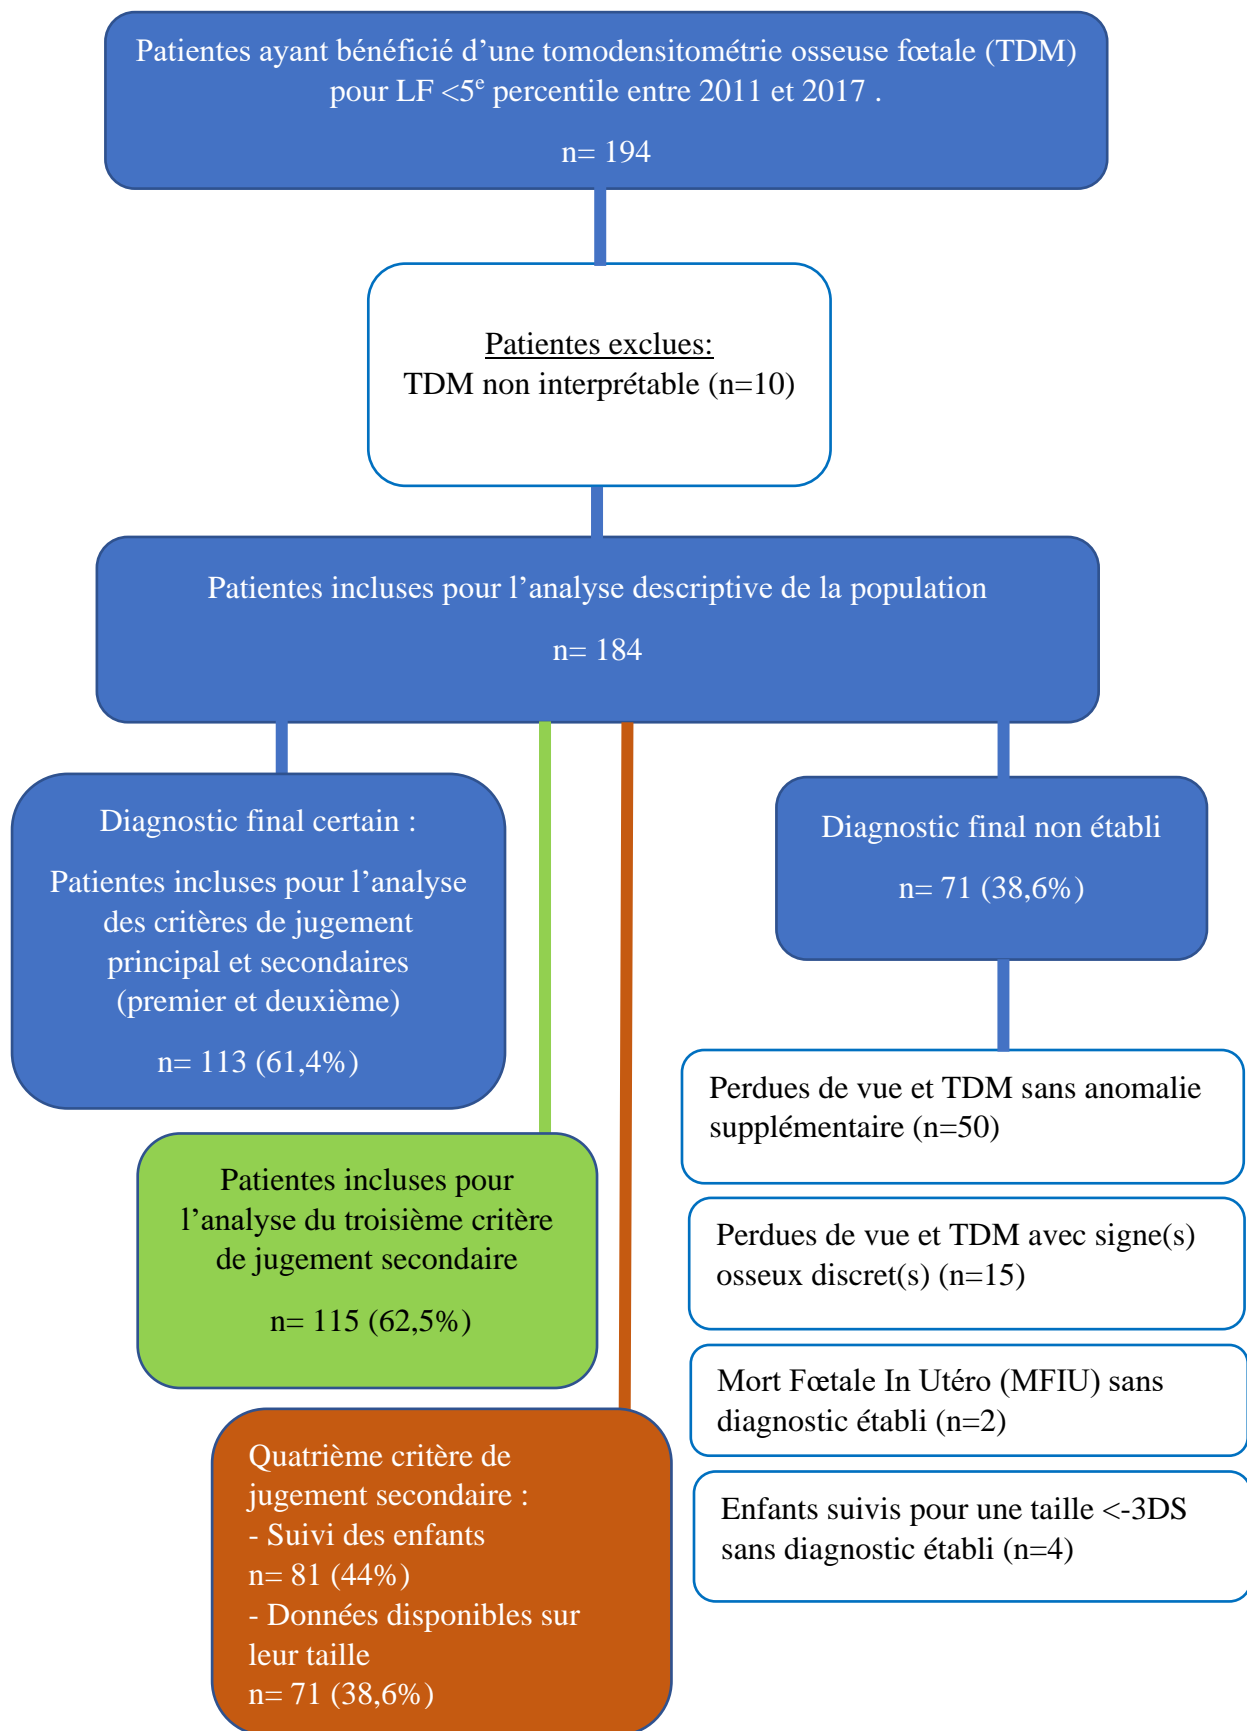 Patientes ayant bénéficié d’une tomodensitométrie osseuse fœtale (TDM)
pour LF <5e percentile entre 2011 et 2017 .
n= 194
Patientes exclues:
TDM non interprétable (n=10)
Patientes incluses pour l’analyse descriptive de la population
n= 184
Diagnostic final certain :
Patientes incluses pour l’analyse
des critères de jugement
principal et secondaires
(premier et deuxième)
n= 113 (61,4%)
Patientes incluses pour
l’analyse du troisième critère
de jugement secondaire
n= 115 (62,5%)
Quatrième critère de
jugement secondaire :
- Suivi des enfants
n= 81 (44%)
- Données disponibles sur
leur taille
n= 71 (38,6%)
Diagnostic final non établi
n= 71 (38,6%)
Perdues de vue et TDM sans anomalie
supplémentaire (n=50)
Perdues de vue et TDM avec signe(s)
osseux discret(s) (n=15)
Mort Fœtale In Utéro (MFIU) sans
diagnostic établi (n=2)
Enfants suivis pour une taille <-3DS
sans diagnostic établi (n=4)